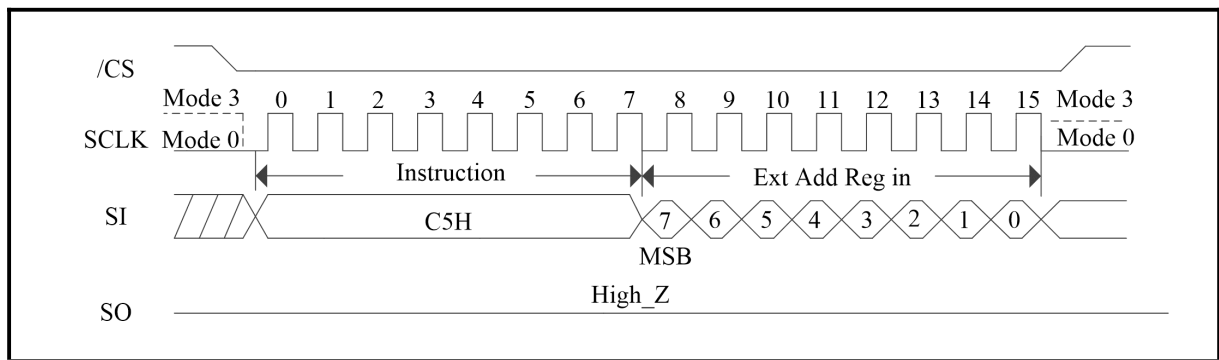 /CS
Mode 3 0 1 2 3 4 5 6 7 8 9 10 11 12 13 14 15 Mode 3
SCLK Mode 0 Mode 0
Instruction Ext Add Reg in
SI C5H 7 6 5 4 3 2 1 0
MSB
High_Z
SO